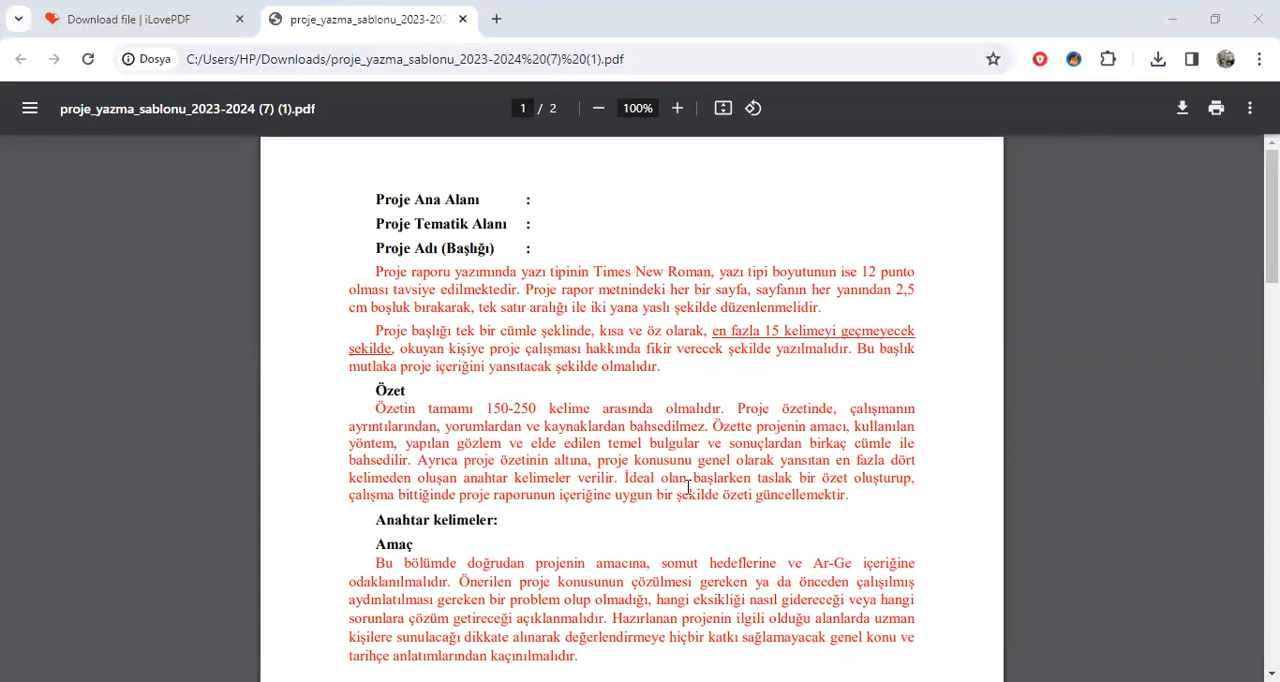 Download file | iLovePDF
proje_yazma_sablonu_2023-202
Dosya
C:/Users/HP/Downloads/proje_yazma_sablonu_2023-2024%20(7)%20(1).pdf
proje_yazma_sablonu_2023-2024 (7) (1).pdf
1 / 2
100%
Proje Ana Alanı :
Proje Tematik Alanı :
Proje Adı (Başlığı) :
Proje raporu yazımında yazı tipinin Times New Roman, yazı tipi boyutunun ise 12 punto
olması tavsiye edilmektedir. Proje rapor metnindeki her bir sayfa, sayfanın her yanından 2,5
cm boşluk bırakarak, tek satır aralığı ile iki yana yaslı şekilde düzenlenmelidir.
Proje başlığı tek bir cümle şeklinde, kısa ve öz olarak, en fazla 15 kelimeyi geçmeyecek
şekilde, okuyan kişiye proje çalışması hakkında fikir verecek şekilde yazılmalıdır. Bu başlık
mutlaka proje içeriğini yansıtacak şekilde olmalıdır.
Özet
Özetin tamamı 150-250 kelime arasında olmalıdır. Proje özetinde, çalışmanın
ayrıntılarından, yorumlardan ve kaynaklardan bahsedilmez. Özette projenin amacı, kullanılan
yöntem, yapılan gözlem ve elde edilen temel bulgular ve sonuçlardan birkaç cümle ile
bahsedilir. Ayrıca proje özetinin altına, proje konusunu genel olarak yansıtan en fazla dört
kelimeden oluşan anahtar kelimeler verilir. İdeal olan başlarken taslak bir özet oluşturup,
çalışma bittiğinde proje raporunun içeriğine uygun bir şekilde özeti güncellemektir.
Anahtar kelimeler:
Amaç
Bu bölümde doğrudan projenin amacına, somut hedeflerine ve Ar-Ge içeriğine
odaklanılmalıdır. Önerilen proje konusunun çözülmesi gereken ya da önceden çalışılmış
aydınlatılması gereken bir problem olup olmadığı, hangi eksikliği nasıl gidereceği veya hangi
sorunlara çözüm getireceği açıklanmalıdır. Hazırlanan projenin ilgili olduğu alanlarda uzman
kişilere sunulacağı dikkate alınarak değerlendirmeye hiçbir katkı sağlamayacak genel konu ve
tarihçe anlatımlarından kaçınılmalıdır.